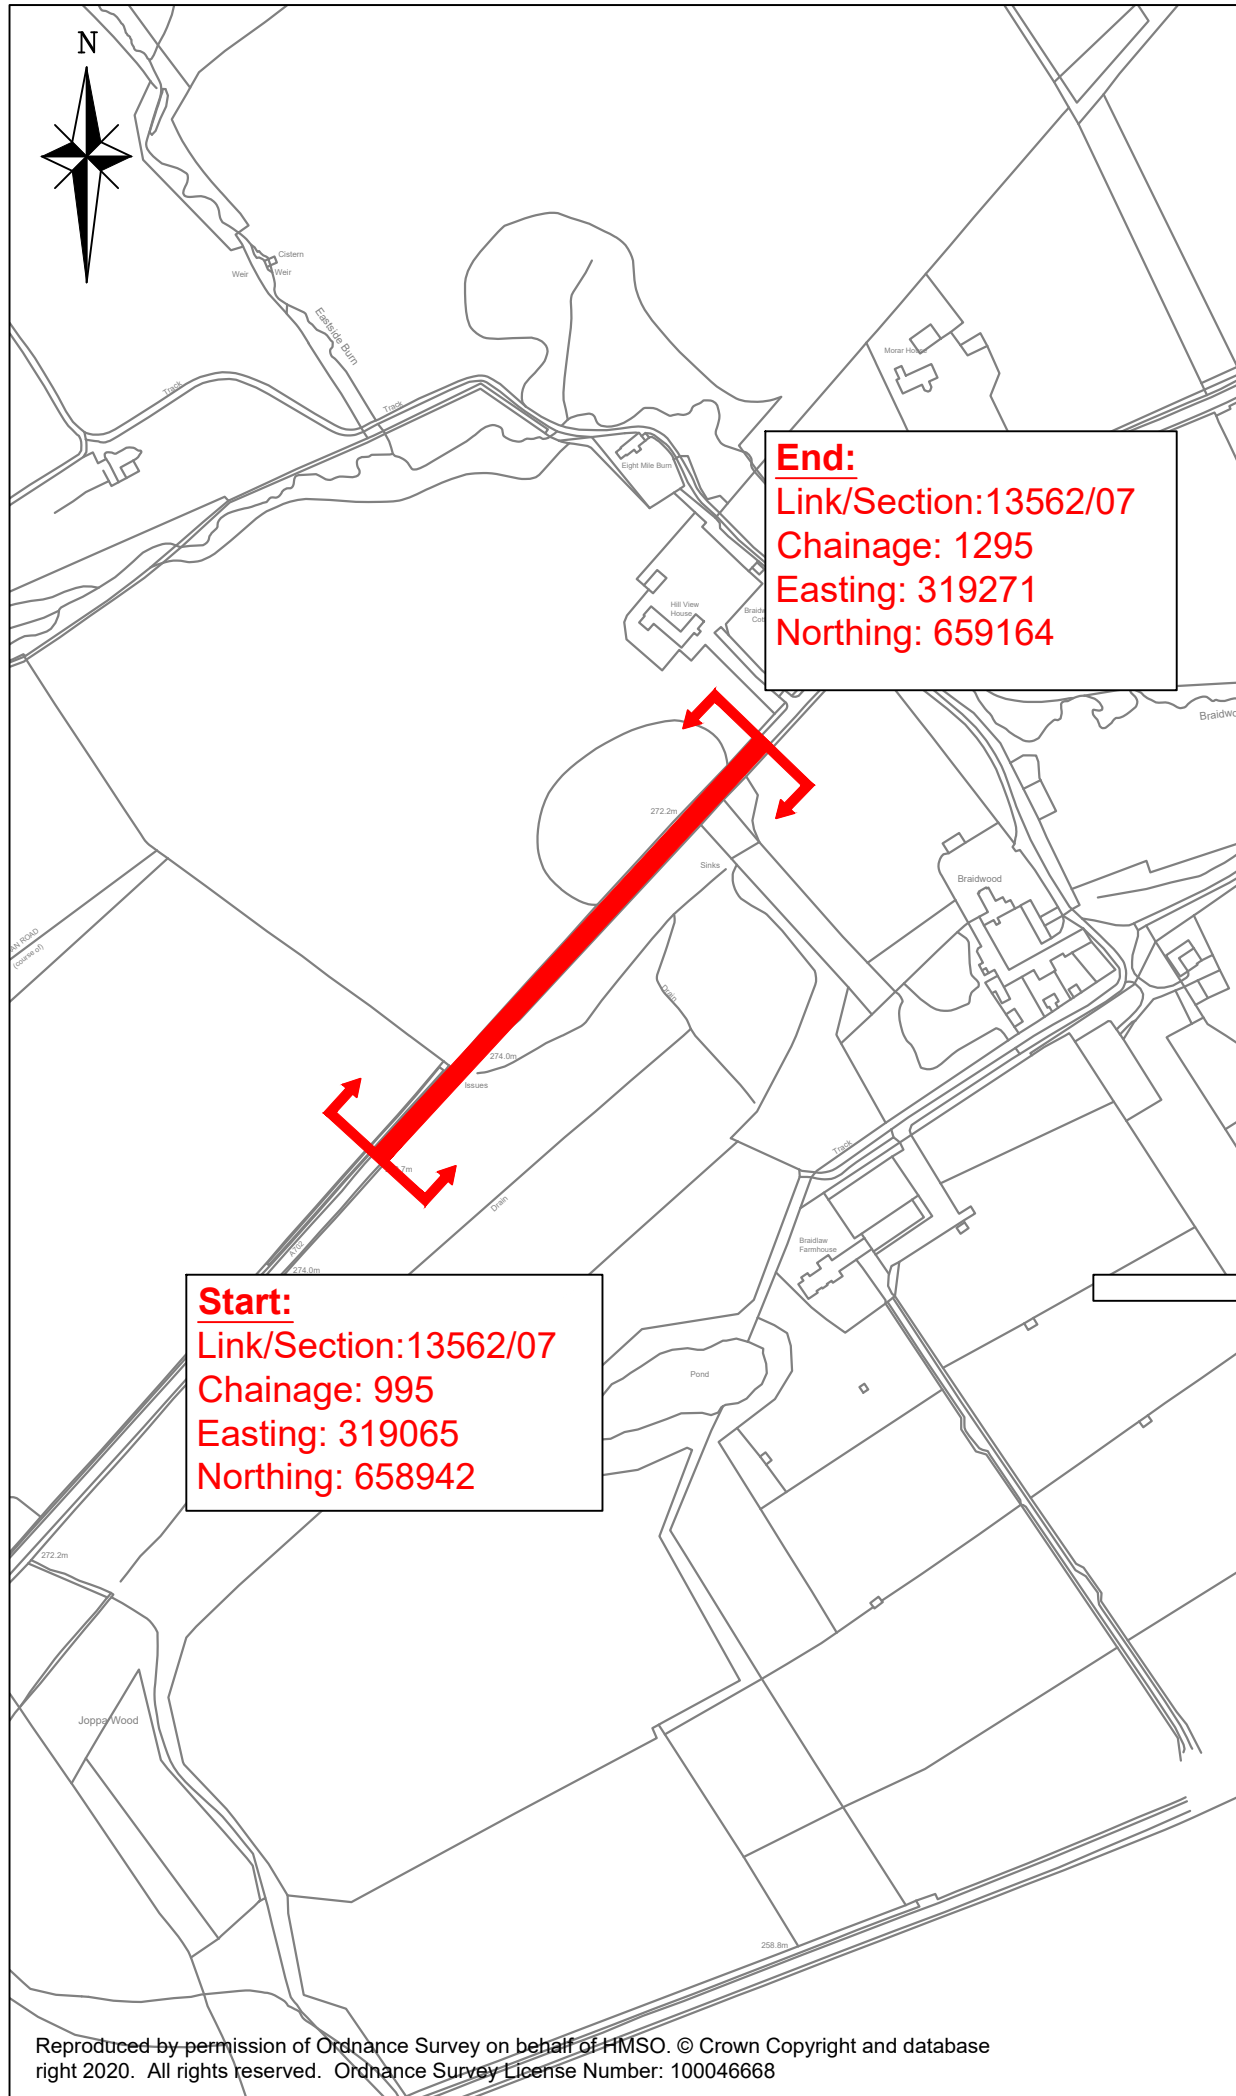 N
Cistern
Weir
Weir
Eastside Burn
Track
Track
Morar House
Eight Mile Burn
End:
Link/Section:13562/07
Chainage: 1295
Easting: 319271
Northing: 659164
Hill View
House
272.2m
Sinks
Braidwood
(course of)
Drain
274.0m
Issues
Track
Drain
A702
274.0m
Braidlaw
Farmhouse
Start:
Link/Section:13562/07
Chainage: 995
Easting: 319065
Northing: 658942
Pond
272.2m
Joppa Wood
258.8m
Reproduced by permission of Ordnance Survey on behalf of HMSO. © Crown Copyright and database
right 2020.  All rights reserved.  Ordnance Survey License Number: 100046668